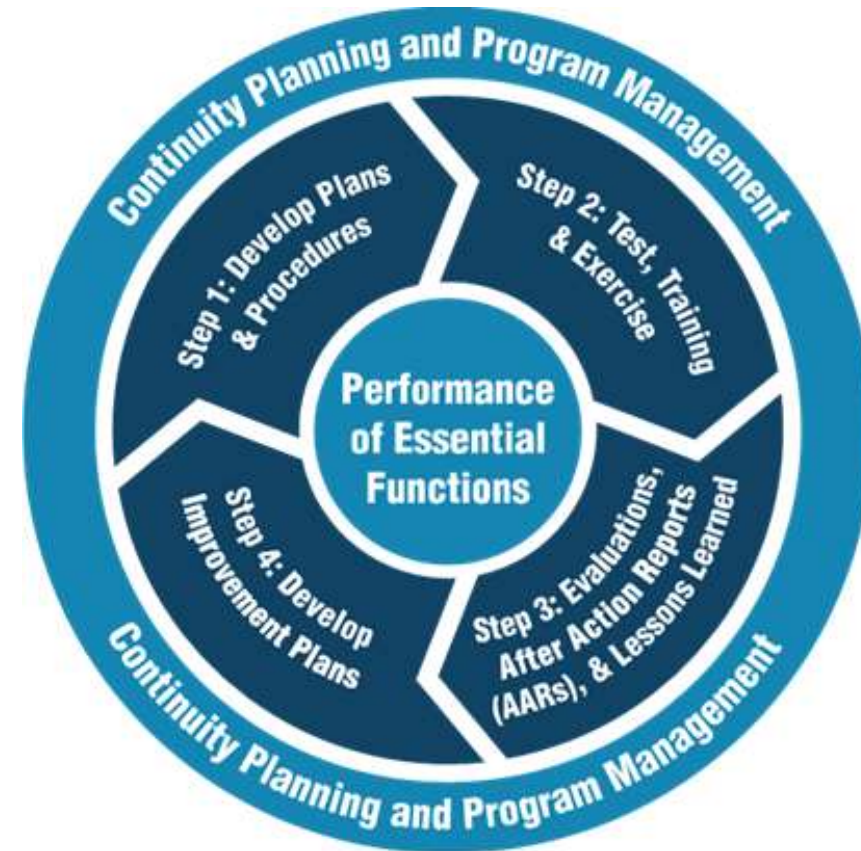 Continuity Planning and Program Management
Step 1: Develop Plans
& Procedures
Step 2: Test, Training
& Exercise
Performance
of Essential
Functions
Step 3: Evaluations,
After Action Reports
(AARs), & Lessons Learned
Step 4: Develop
Improvement Plans
Continuity Planning and Program Management